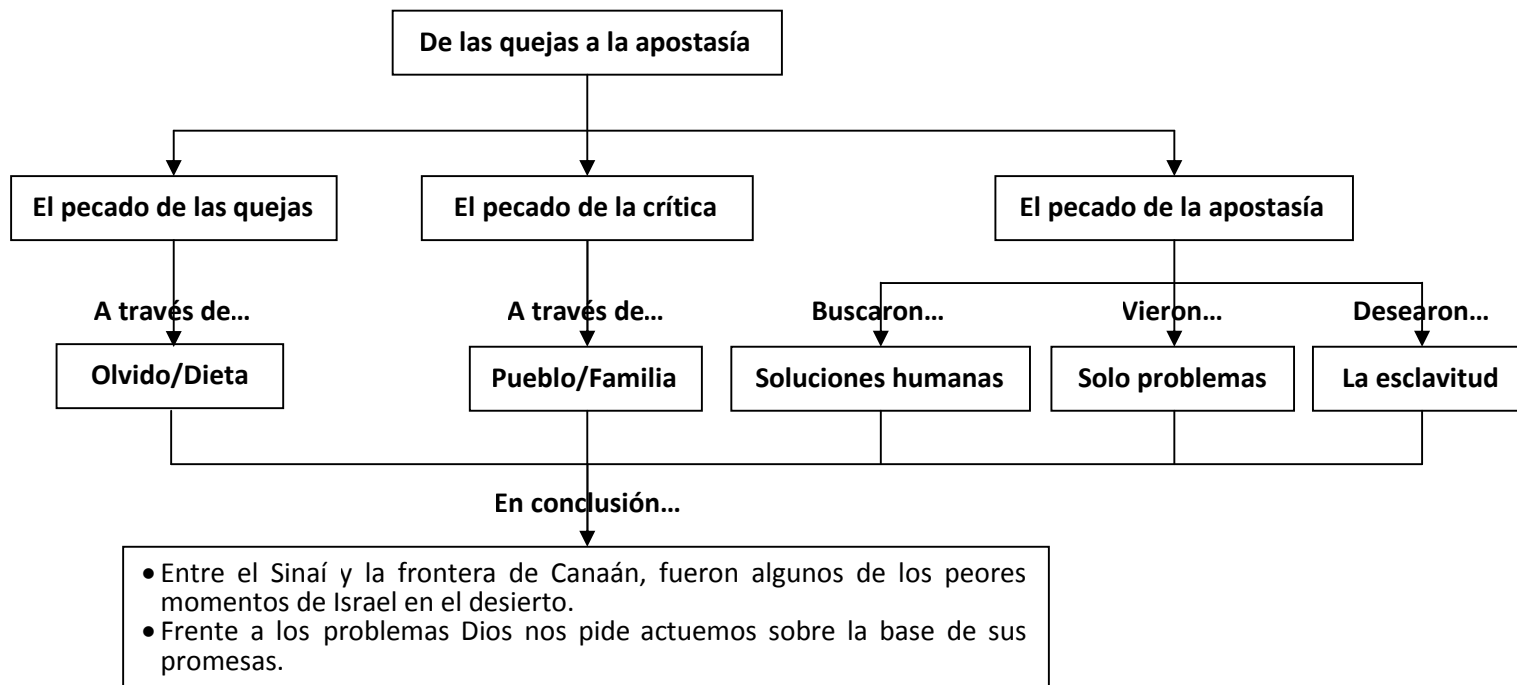 De las quejas a la apostasía
El pecado de las quejas
El pecado de la crítica
El pecado de la apostasía
A través de...
A través de...
Buscaron...
Vieron...
Desearon...
Olvido/Dieta
Pueblo/Familia
Soluciones humanas
Solo problemas
La esclavitud
En conclusión...
• Entre el Sinaí y la frontera de Canaán, fueron algunos de los peores
momentos de Israel en el desierto.
• Frente a los problemas Dios nos pide actuemos sobre la base de sus
promesas.